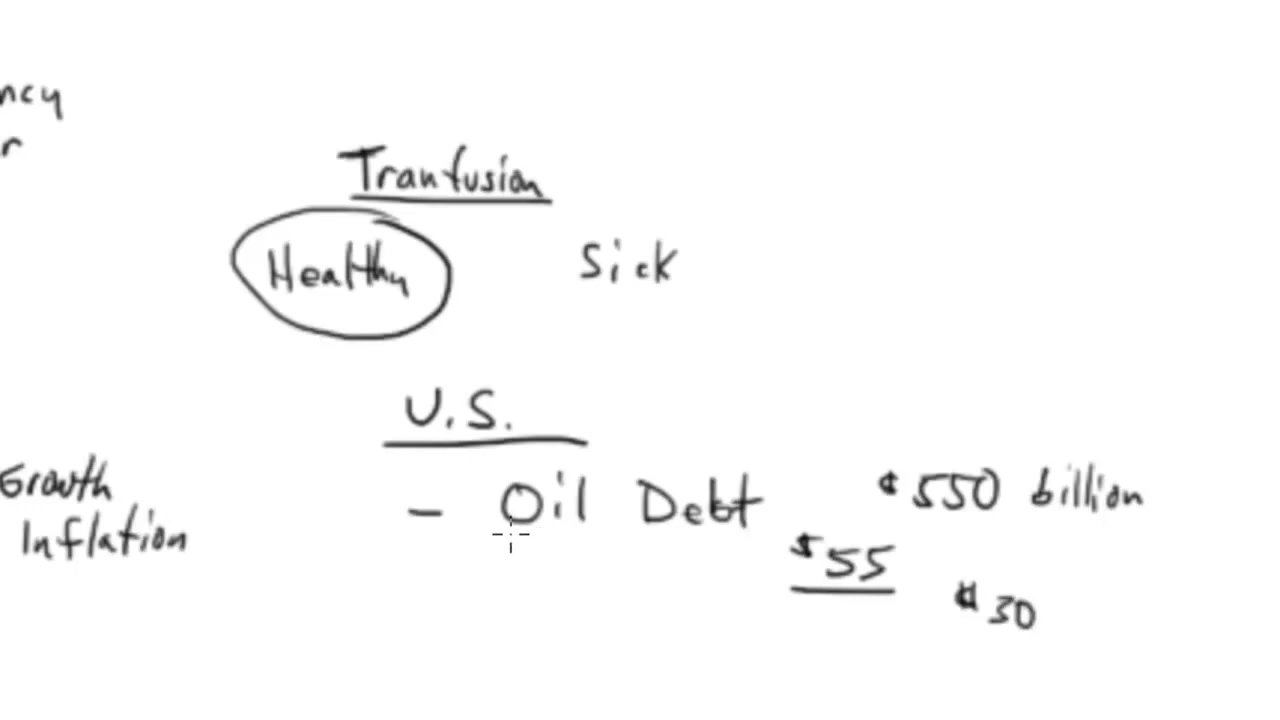 ncy
r
Tranfusion
Healthy Sick
U.S.
Growth
Inflation
- Oil Debt $550 billion
$55
$30